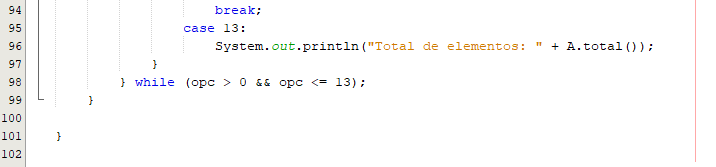 94 break;
95 case 13:
96 System.out.println("Total de elementos: " + A.total());
97 }
98 } while (opc > 0 && opc <= 13);
99 }
100
101 }
102